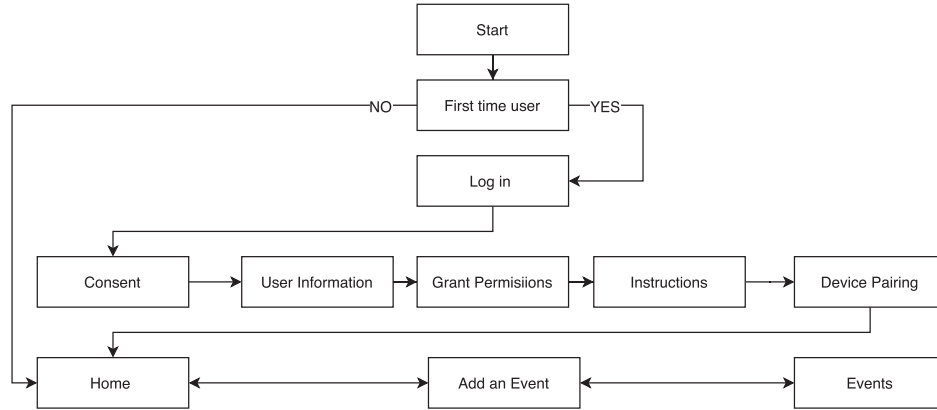 Start
NO
First time user
YES
Log in
Consent
User Information
Grant Permisiions
Instructions
Device Pairing
Home
Add an Event
Events